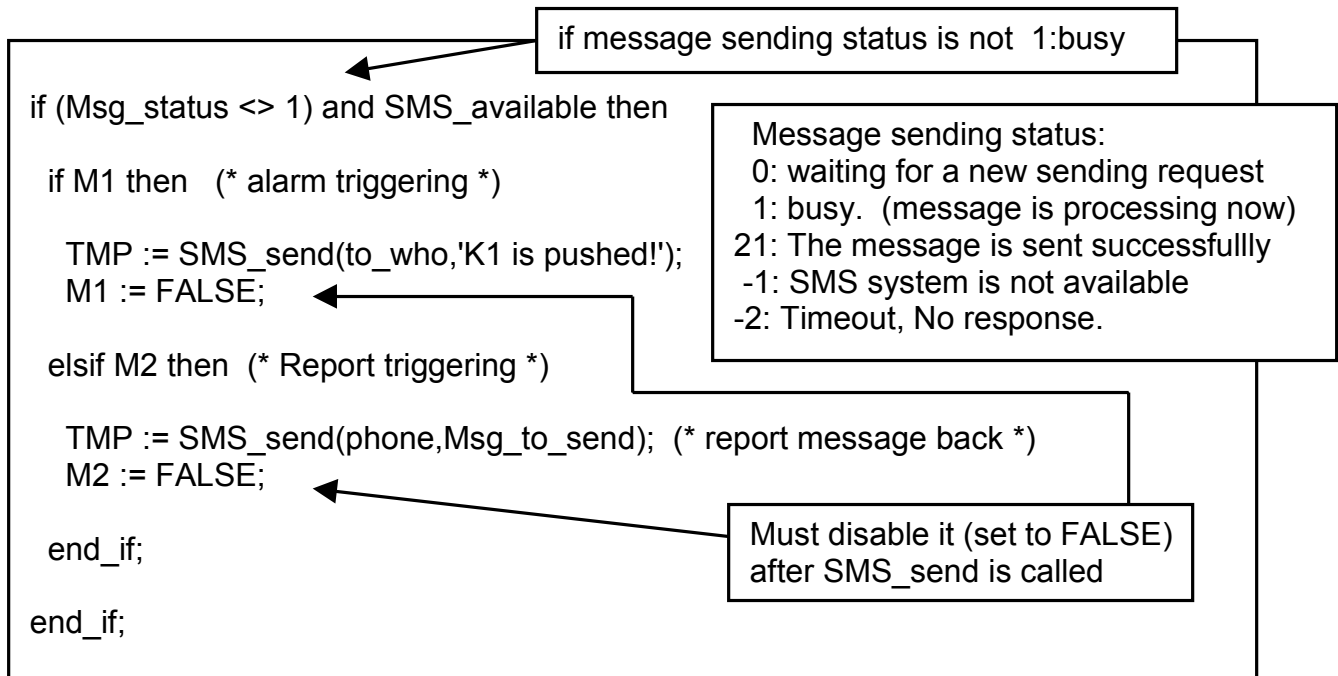 if message sending status is not  1:busy
if (Msg_status <> 1) and SMS_available then
Message sending status:
0: waiting for a new sending request
1: busy.  (message is processing now)
21: The message is sent successfullly
-1: SMS system is not available
-2: Timeout, No response.
if M1 then   (* alarm triggering *)
TMP := SMS_send(to_who,'K1 is pushed!');
M1 := FALSE;
elsif M2 then  (* Report triggering *)
TMP := SMS_send(phone,Msg_to_send);  (* report message back *)
M2 := FALSE;
Must disable it (set to FALSE)
after SMS_send is called
end_if;
end_if;